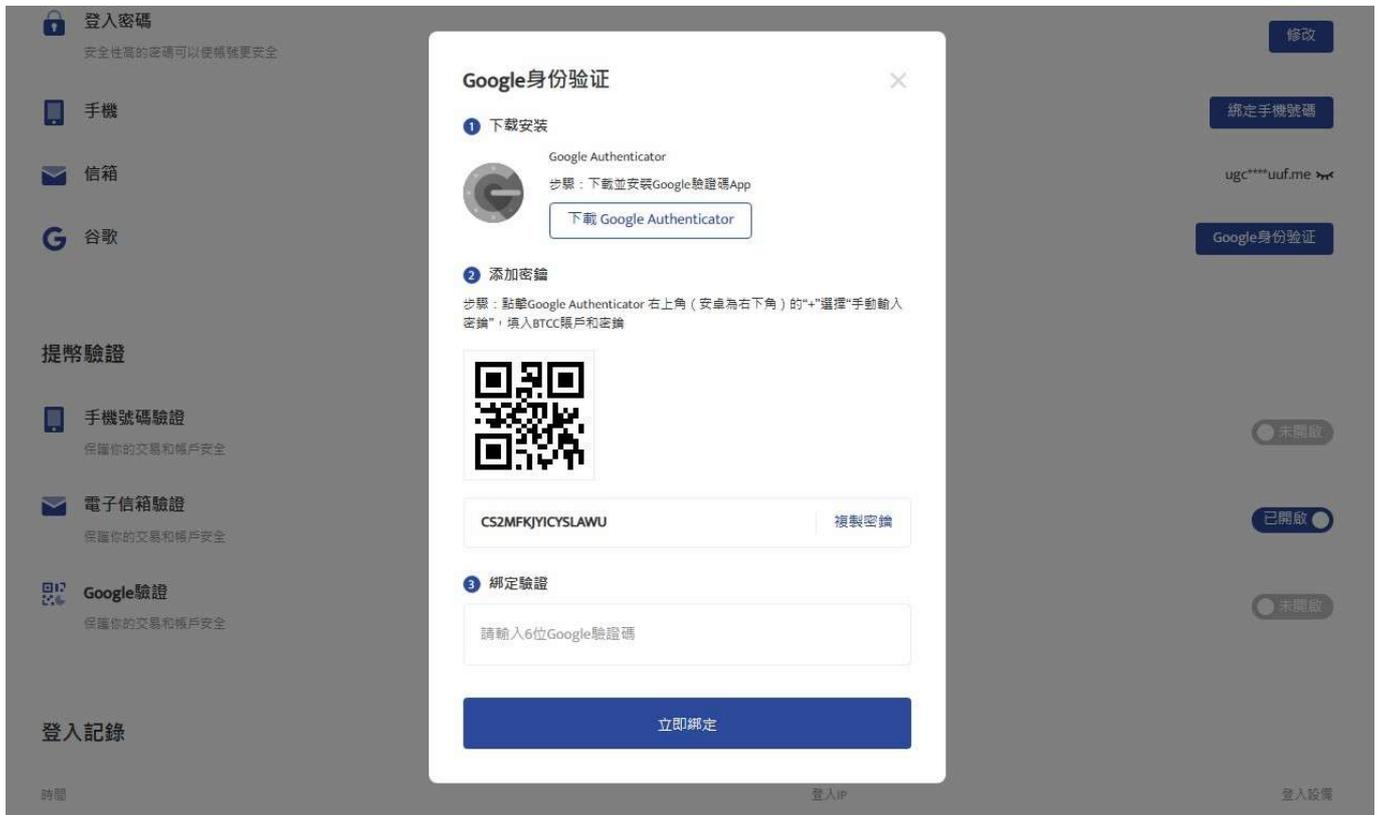 登入密碼
安全性高的密碼可以使帳號更安全
修改
手機
綁定手機號碼
信箱
ugc****uuf.me
谷歌
Google身份验证
提幣驗證
手機號碼驗證
保護你的交易和帳戶安全
未開啟
電子信箱驗證
保護你的交易和帳戶安全
已開啟
Google驗證
保護你的交易和帳戶安全
未開啟
登入記錄
時間
登入IP
登入設備
Google身份验证
1 下載安裝
Google Authenticator
步驟：下載並安裝Google驗證碼App
下載 Google Authenticator
2 添加密鑰
步驟：點擊Google Authenticator 右上角（安卓為右下角）的“+”選擇“手動輸入
密鑰”，填入BTCC賬戶和密鑰
CS2MFKJYICYSLAWU
複製密鑰
3 綁定驗證
請輸入6位Google驗證碼
立即綁定